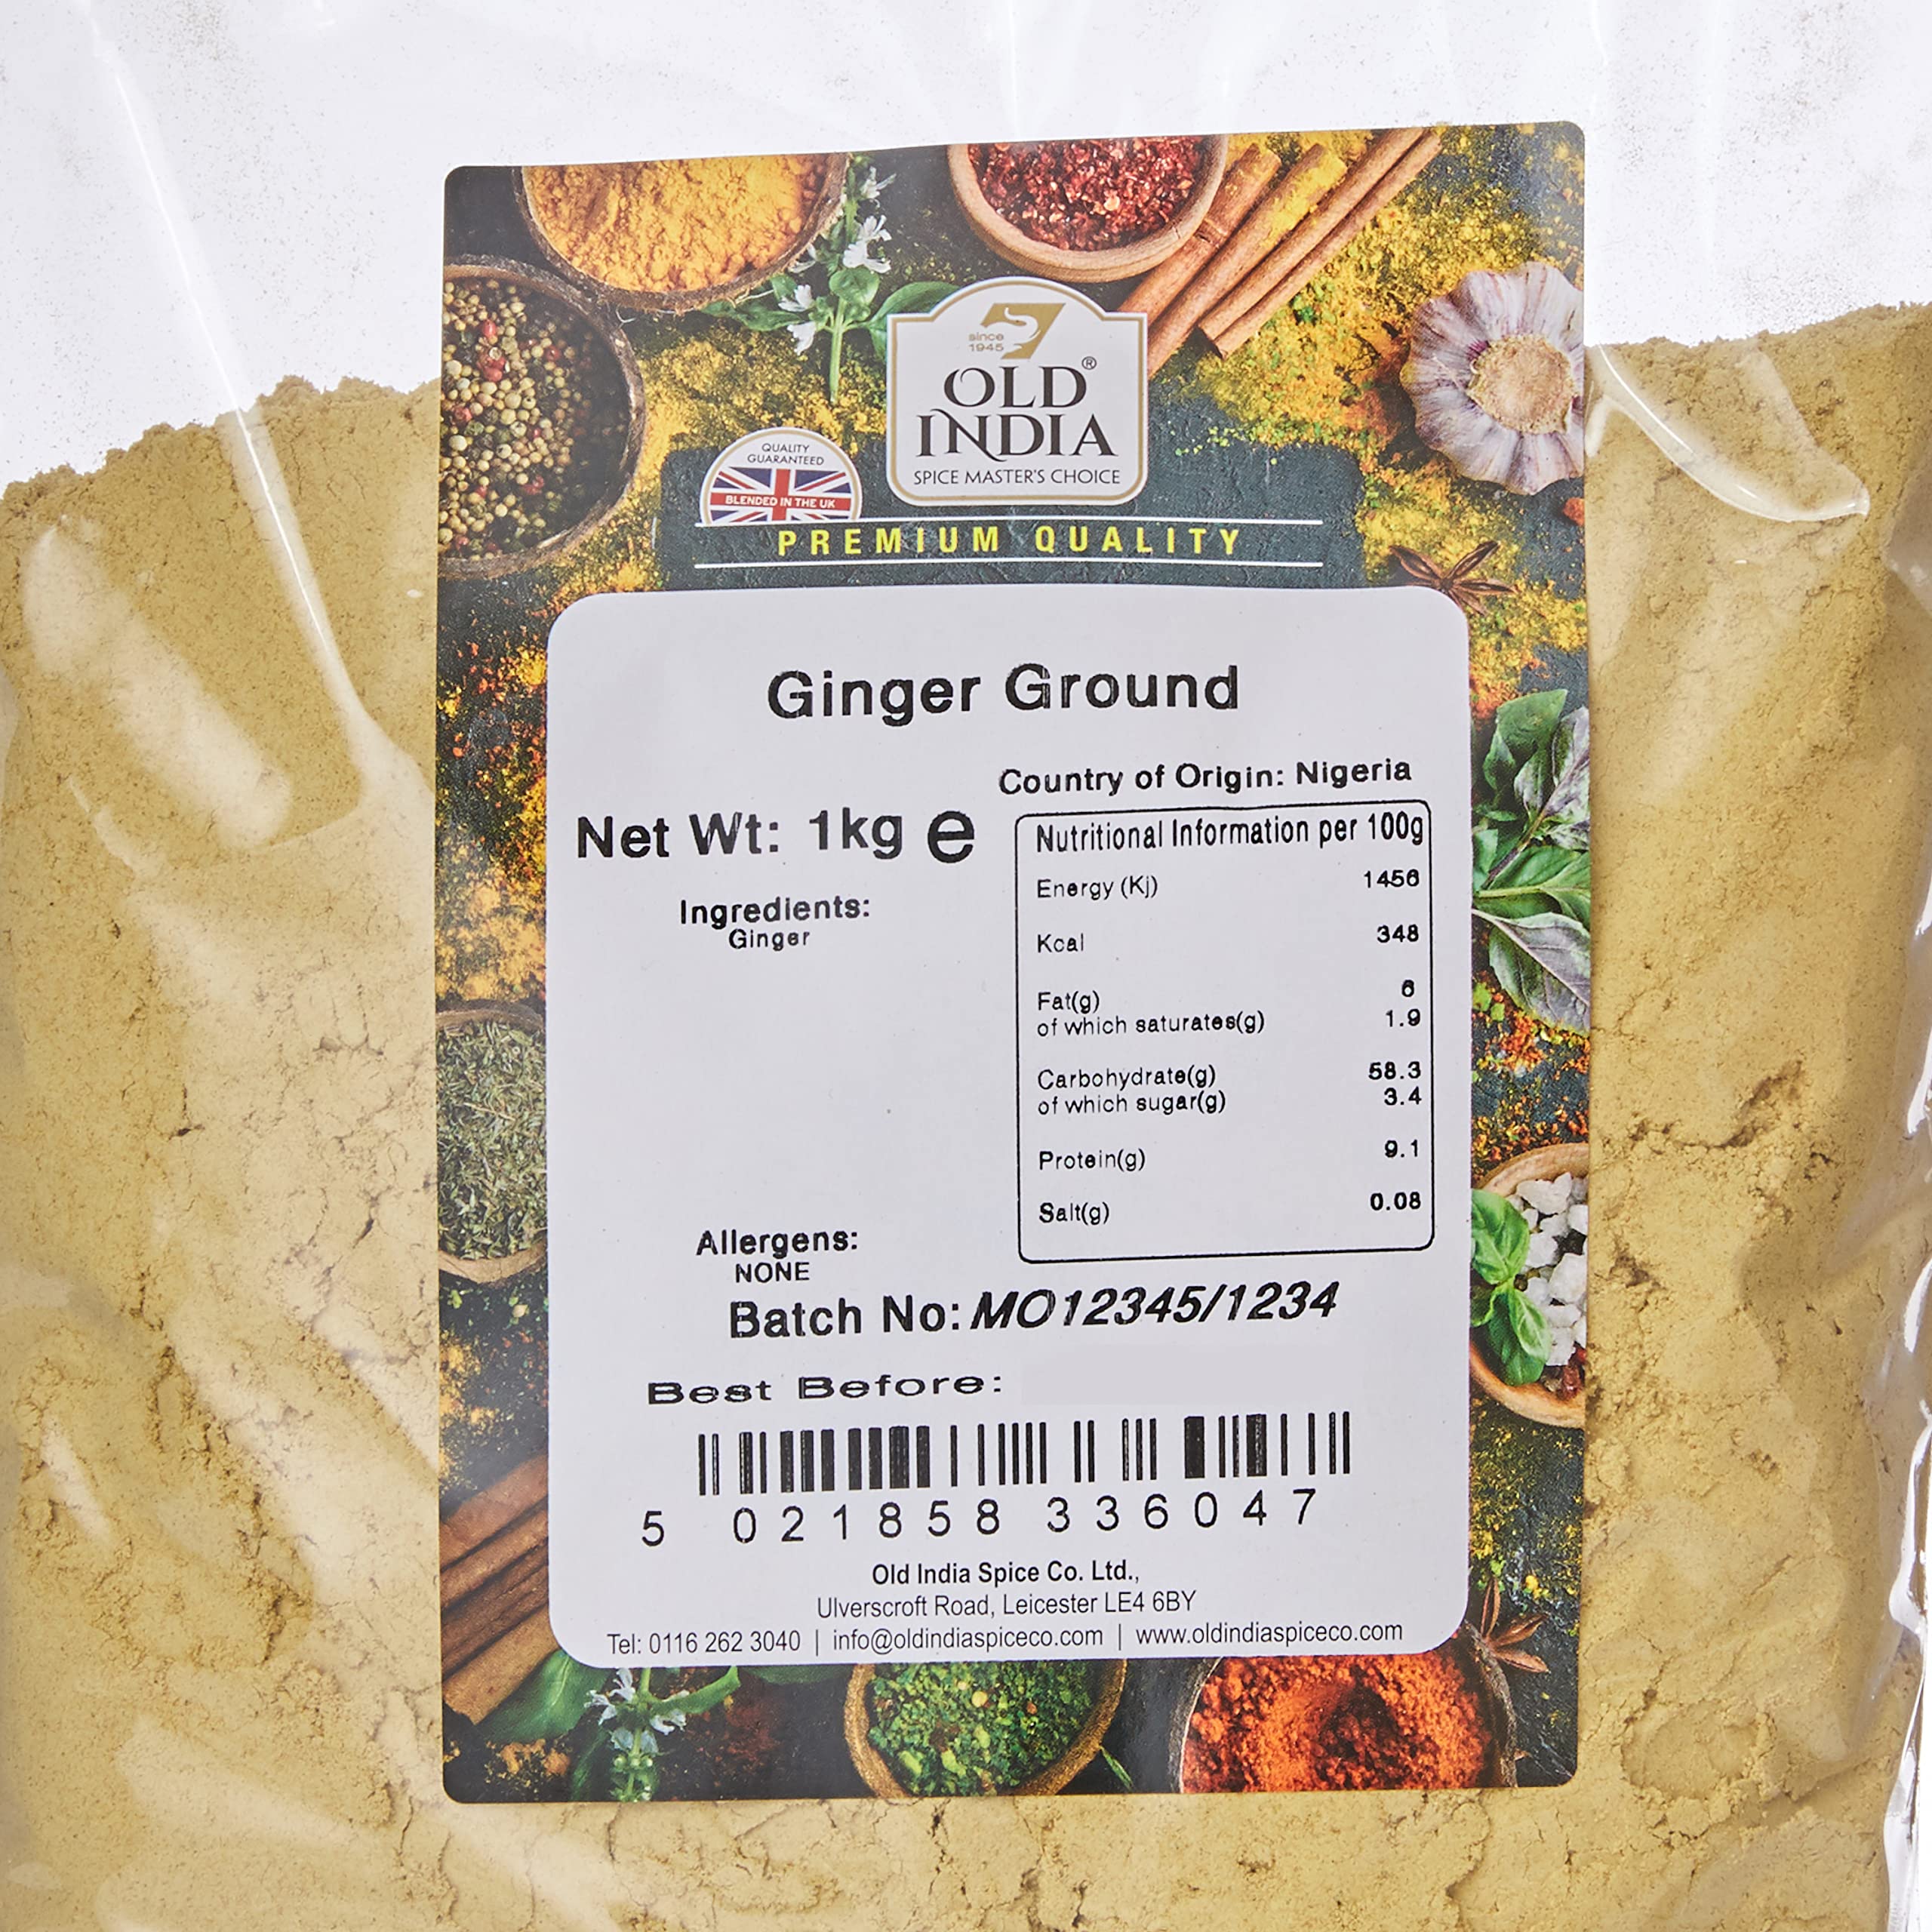 since
1945
OLD®
INDIA
SPICE MASTER'S CHOICE
QUALITY
GUARANTEED
BLENDED IN THE UK
PREMIUM QUALITY
Ginger Ground
Country of Origin: Nigeria
Net Wt: 1kg e
Ingredients:
Ginger
Nutritional Information per 100g
Energy (Kj) 1456
Kcal 348
Fat(g) 6
of which saturates(g) 1.9
Carbohydrate(g) 58.3
of which sugar(g) 3.4
Protein(g) 9.1
Salt(g) 0.08
Allergens:
NONE
Batch No: MO12345/1234
Best Before:
5 021858 336047
Old India Spice Co. Ltd.,
Ulverscroft Road, Leicester LE4 6BY
Tel: 0116 262 3040 | info@oldindiaspiceco.com | www.oldindiaspiceco.com